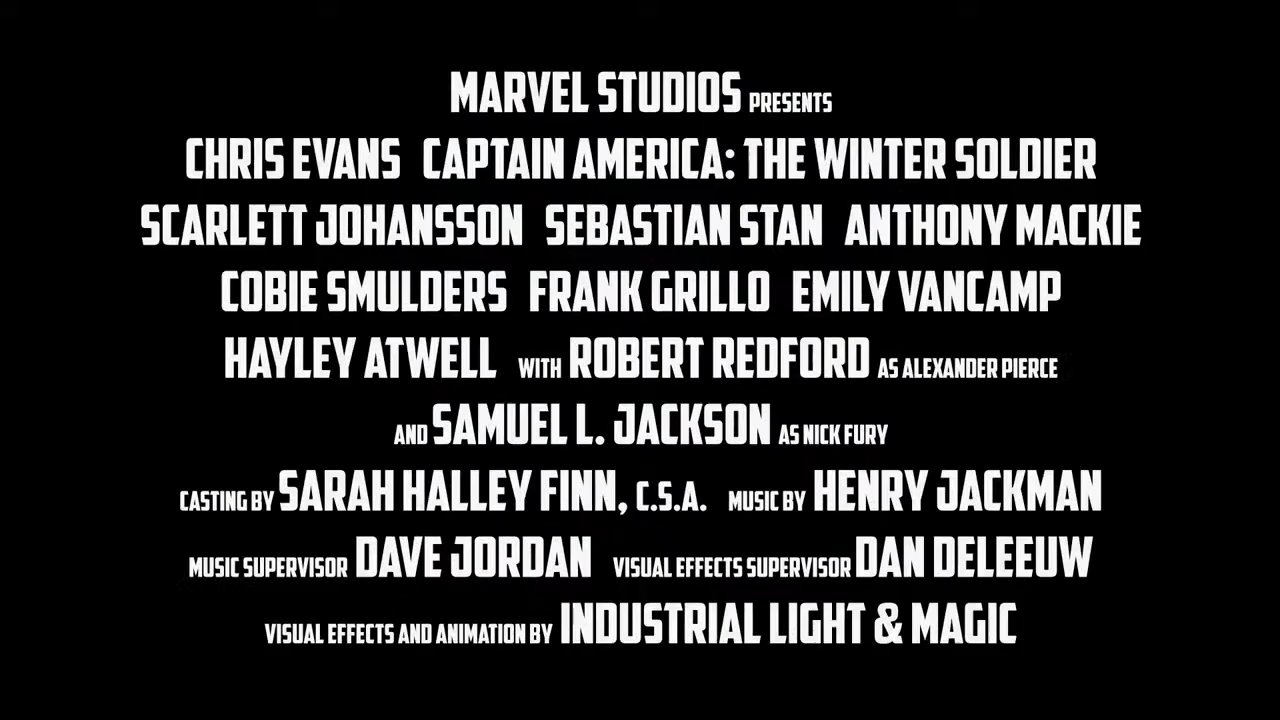 MARVEL STUDIOS PRESENTS
CHRIS EVANS CAPTAIN AMERICA: THE WINTER SOLDIER
SCARLETT JOHANSSON SEBASTIAN STAN ANTHONY MACKIE
COBIE SMULDERS FRANK GRILLO EMILY VANCAMP
HAYLEY ATWELL WITH ROBERT REDFORD AS ALEXANDER PIERCE
AND SAMUEL L. JACKSON AS NICK FURY
CASTING BY SARAH HALLEY FINN, C.S.A. MUSIC BY HENRY JACKMAN
MUSIC SUPERVISOR DAVE JORDAN VISUAL EFFECTS SUPERVISOR DAN DELEEUW
VISUAL EFFECTS AND ANIMATION BY INDUSTRIAL LIGHT & MAGIC